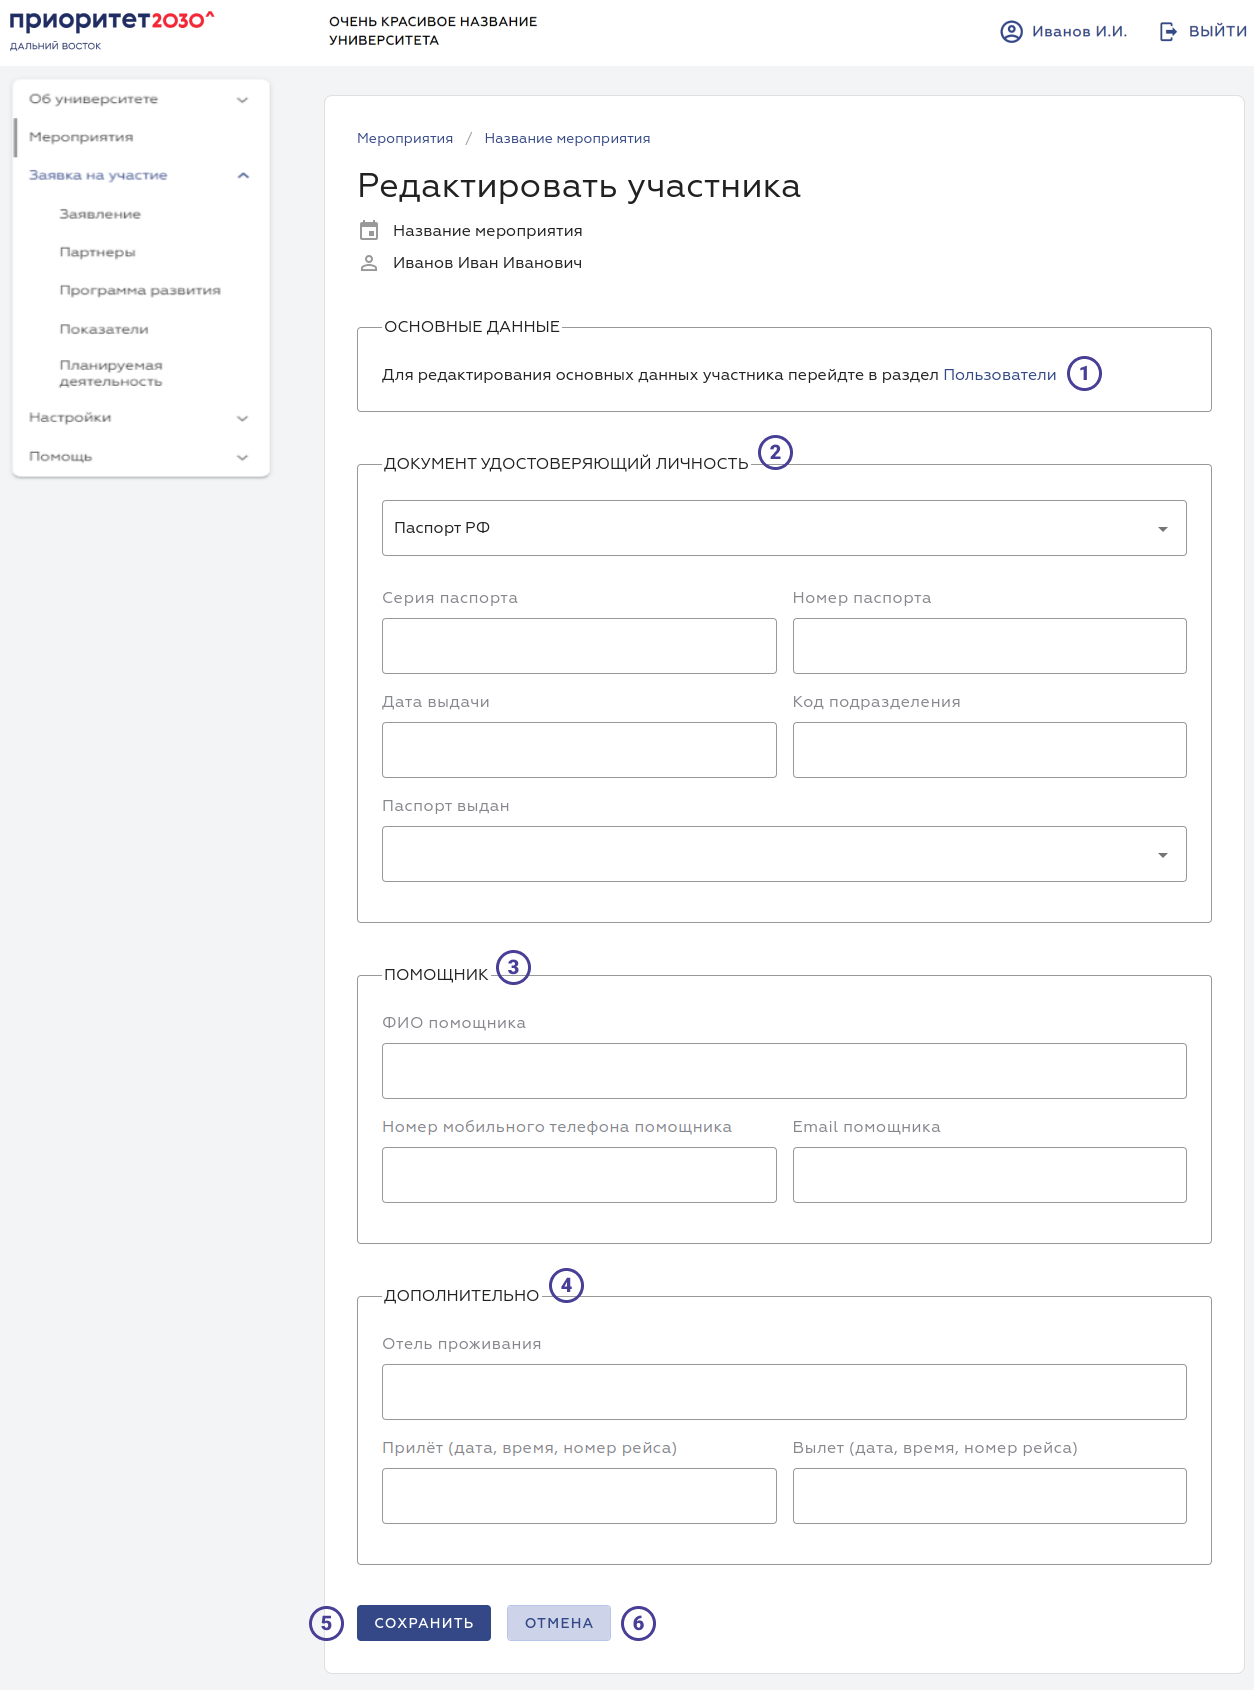 приоритет2030^
ДАЛЬНИЙ ВОСТОК
ОЧЕНЬ КРАСИВОЕ НАЗВАНИЕ
УНИВЕРСИТЕТА
Иванов И.И.
ВЫЙТИ
Об университете
Мероприятия
Заявка на участие
Заявление
Партнеры
Программа развития
Показатели
Планируемая
деятельность
Настройки
Помощь
Мероприятия / Название мероприятия
Редактировать участника
Название мероприятия
Иванов Иван Иванович
ОСНОВНЫЕ ДАННЫЕ
Для редактирования основных данных участника перейдте в раздел Пользователи 1
ДОКУМЕНТ УДОСТОВЕРЯЮЩИЙ ЛИЧНОСТЬ 2
Паспорт РФ
Серия паспорта
Номер паспорта
Дата выдачи
Код подразделения
Паспорт выдан
ПОМОЩНИК 3
ФИО помощника
Номер мобильного телефона помощника
Email помощника
ДОПОЛНИТЕЛЬНО 4
Отель проживания
Прилёт (дата, время, номер рейса)
Вылет (дата, время, номер рейса)
5 СОХРАНИТЬ ОТМЕНА 6